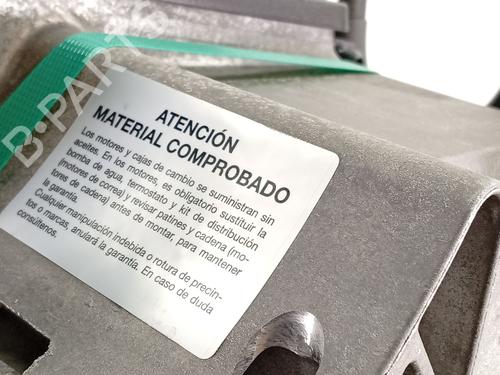 B-PARTS
ATENCIÓN
MATERIAL COMPROBADO
Los motores y cajas de cambio se suministran sin
aceites. En los motores, es obligatorio sustituir la
bomba de agua, termostato y kit de distribución
(motores de correa) y revisar patines y cadena (mo-
tores de cadena) antes de montar, para mantener
la garantía.
Cualquier manipulación indebida o rotura de precin-
tos o marcas, anulará la garantía. En caso de duda
consúltenos.